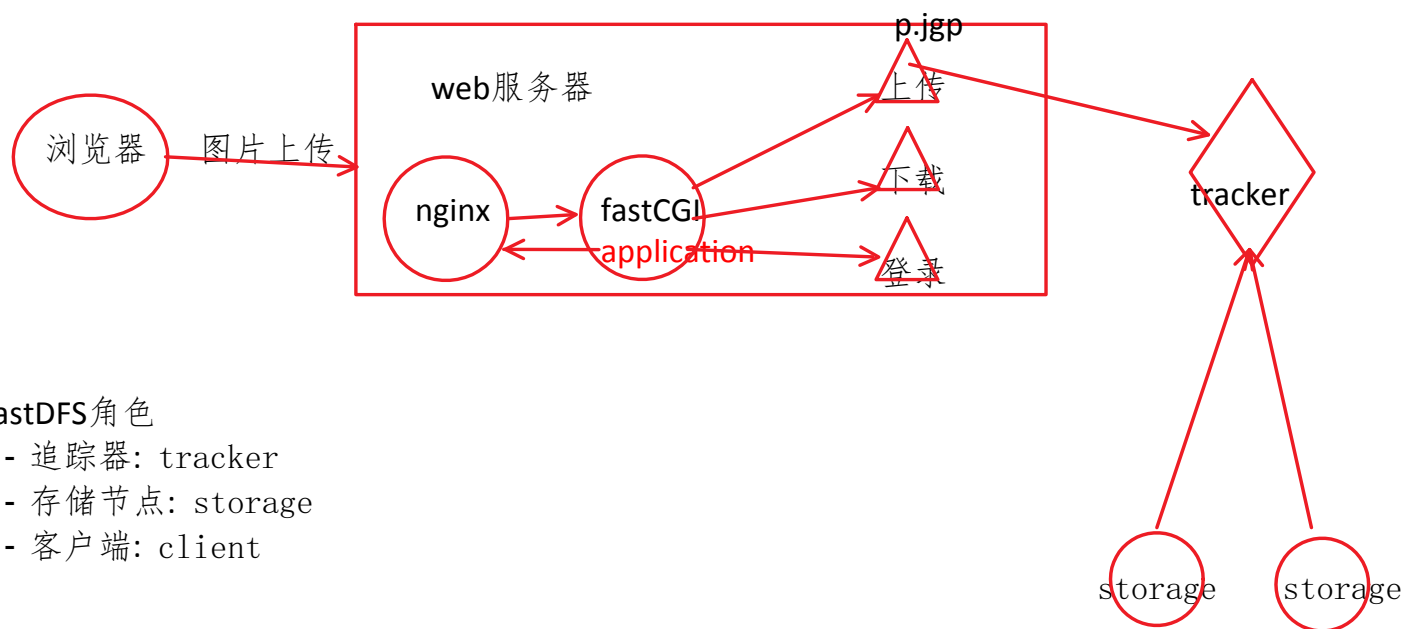 p.jgp
web服务器
上传
浏览器
图片上传
下载
tracker
nginx
fastCGI
application
登录
astDFS角色
- 追踪器: tracker
- 存储节点: storage
- 客户端: client
storage
storage